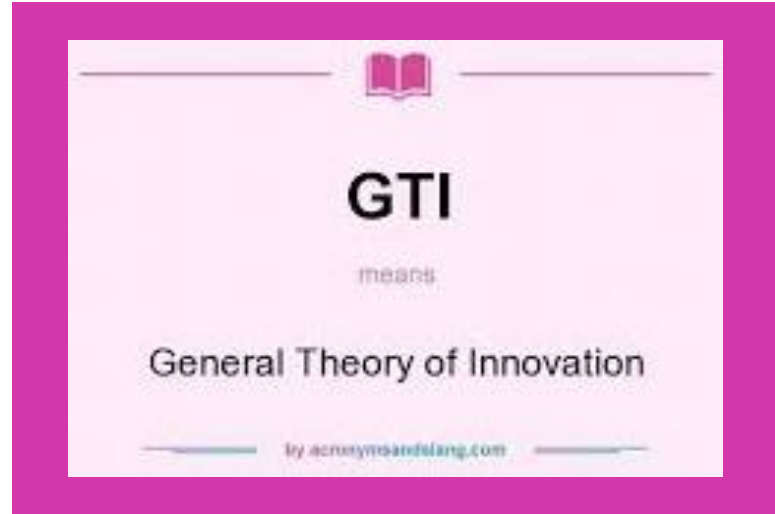 GTI
means
General Theory of Innovation
by acronymsandslang.com